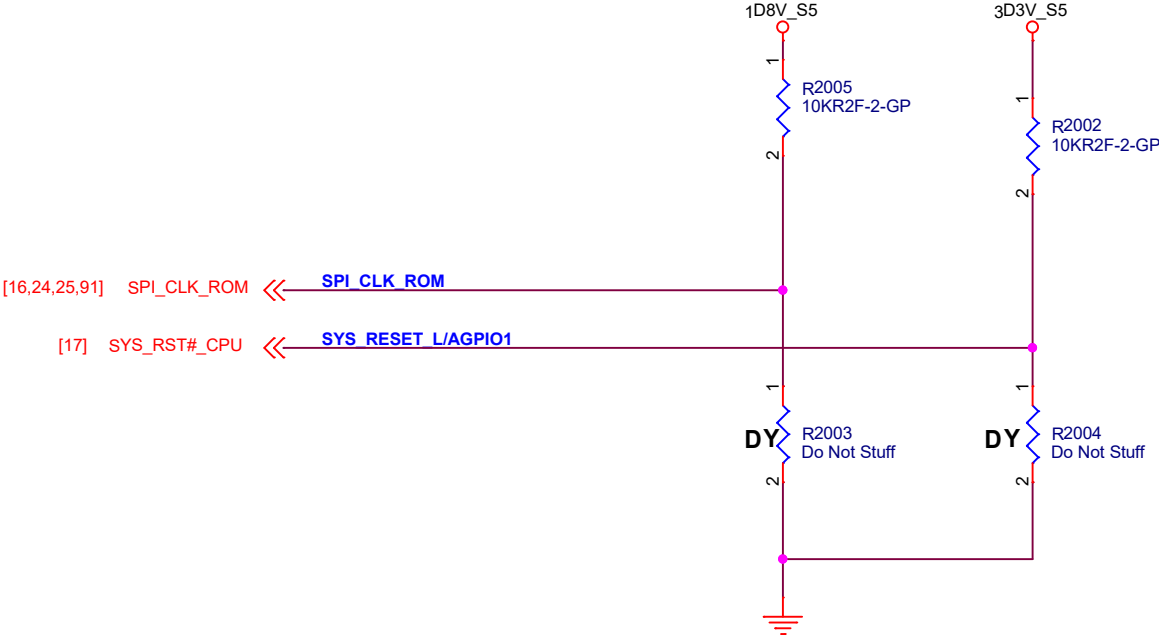 1D8V_S5
3D3V_S5
1
R2005
10KR2F-2-GP
2
1
R2002
10KR2F-2-GP
2
[16,24,25,91] SPI_CLK_ROM
SPI_CLK_ROM
[17] SYS_RST#_CPU
SYS_RESET_L/AGPIO1
1
DY
R2003
Do Not Stuff
2
1
DY
R2004
Do Not Stuff
2